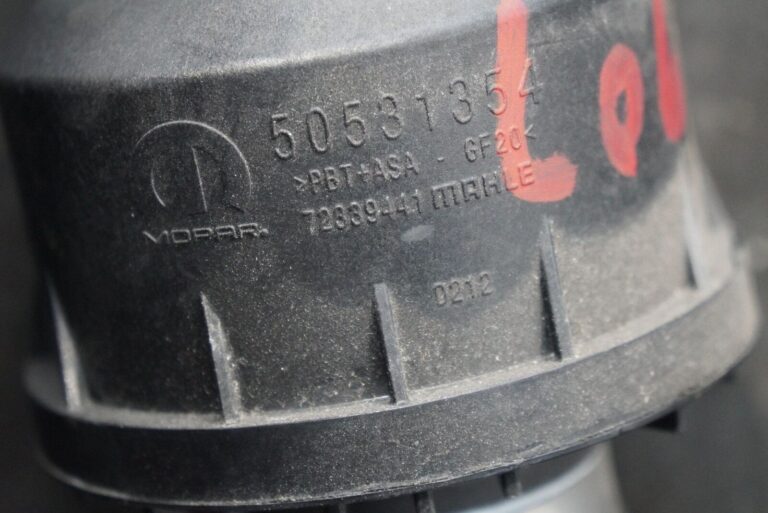 50531354
>PBT+ASA - GF20<
72339441 MAHLE
MOPAR®
0212